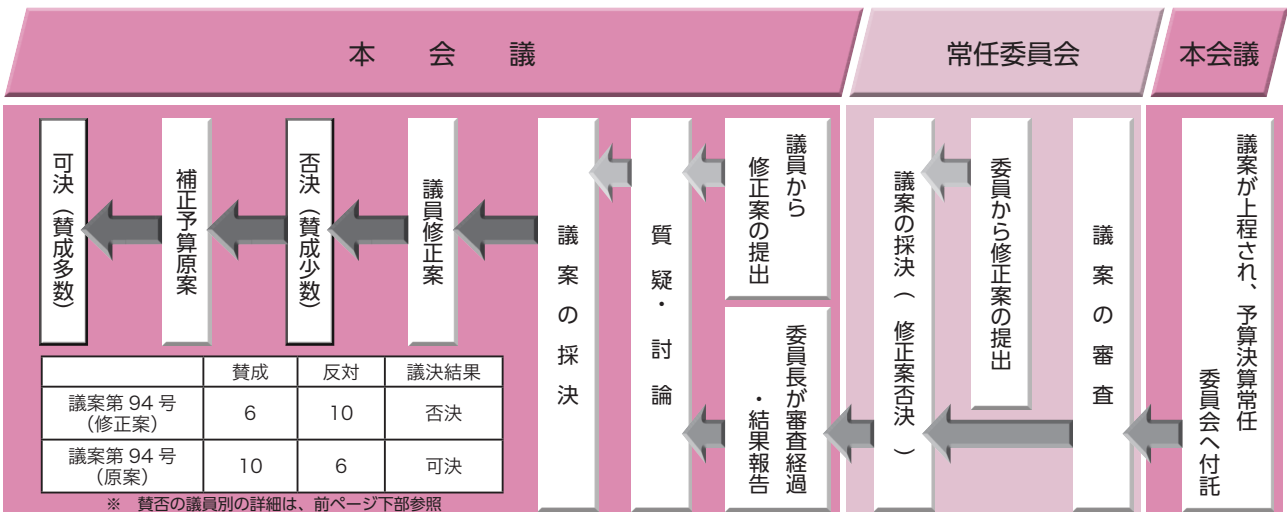 本会議
常任委員会
本会議
議案が上程され、予算決算常任
委員会へ付託
議案の審査
委員から修正案の提出
議案の採決（修正案否決）
議員から
修正案の提出
委員長が審査経過
・結果報告
質疑・討論
議案の採決
議員修正案
否決（賛成少数）
補正予算原案
可決（賛成多数）
賛成 反対 議決結果
議案第 94 号
（修正案） 6 10 否決
議案第 94 号
（原案） 10 6 可決
※　賛否の議員別の詳細は、前ページ下部参照